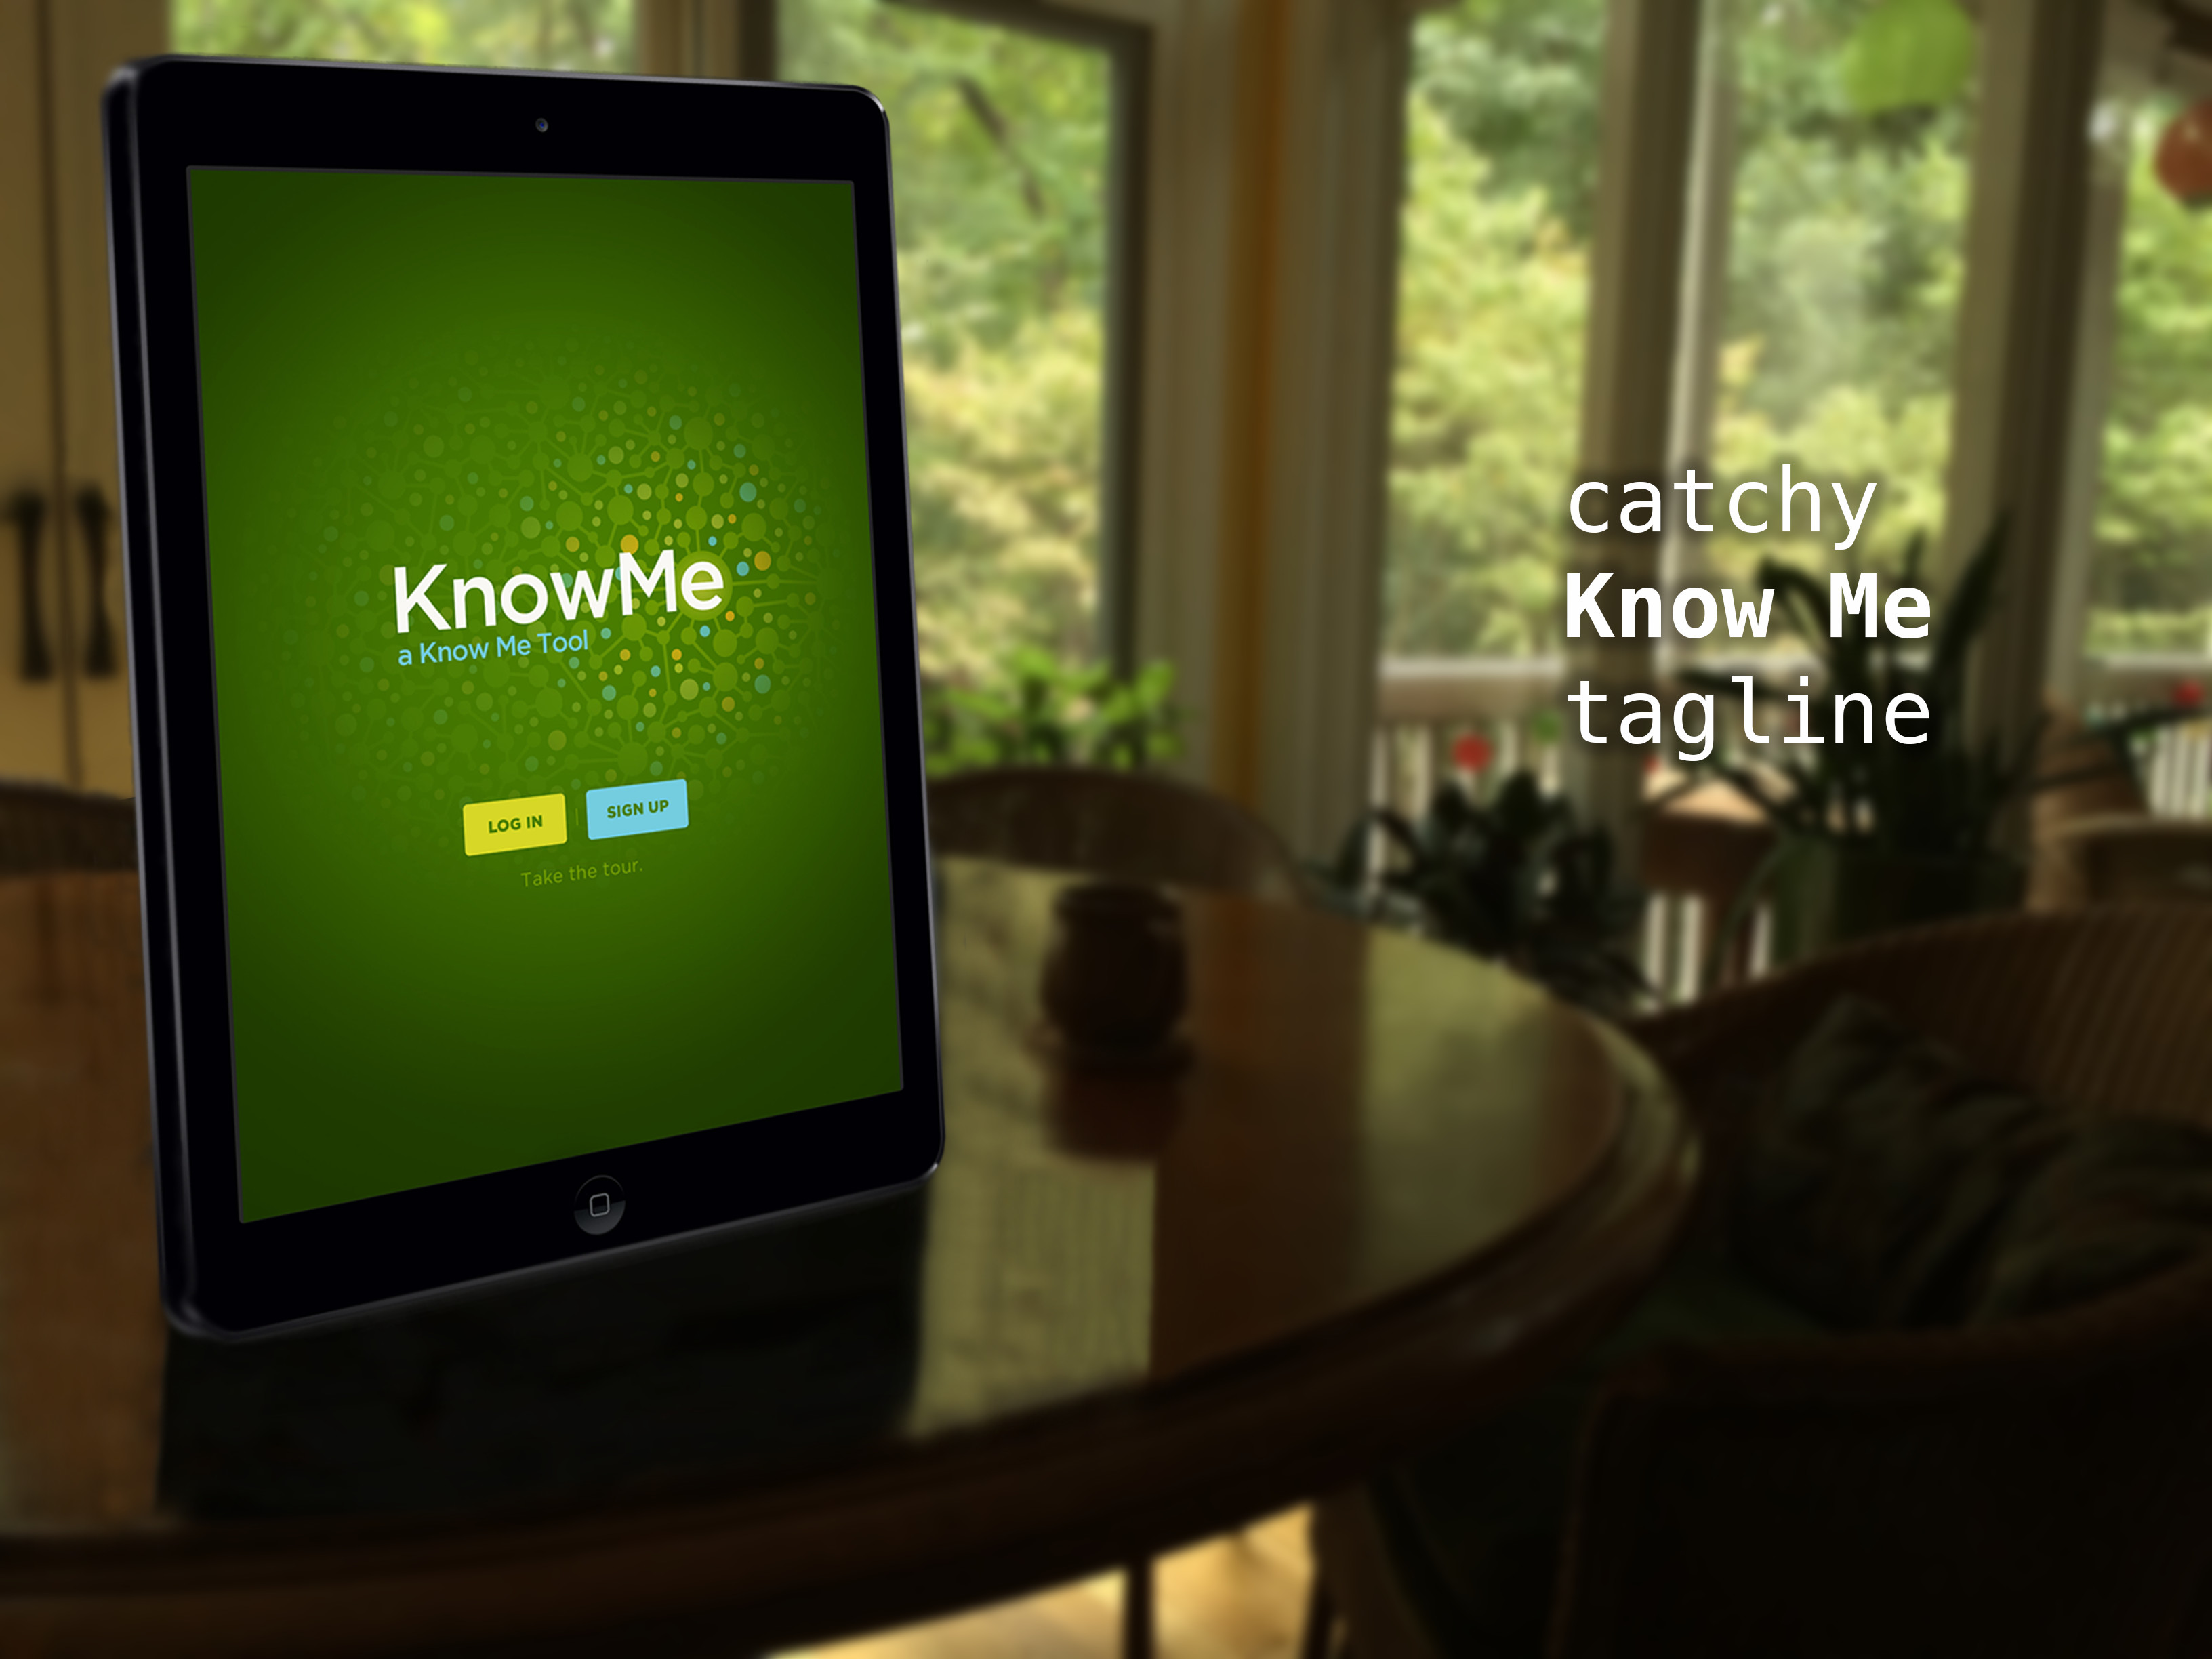 KnowMe
a Know Me Tool
LOG IN
SIGN UP
Take the tour.
catchy
Know Me
tagline